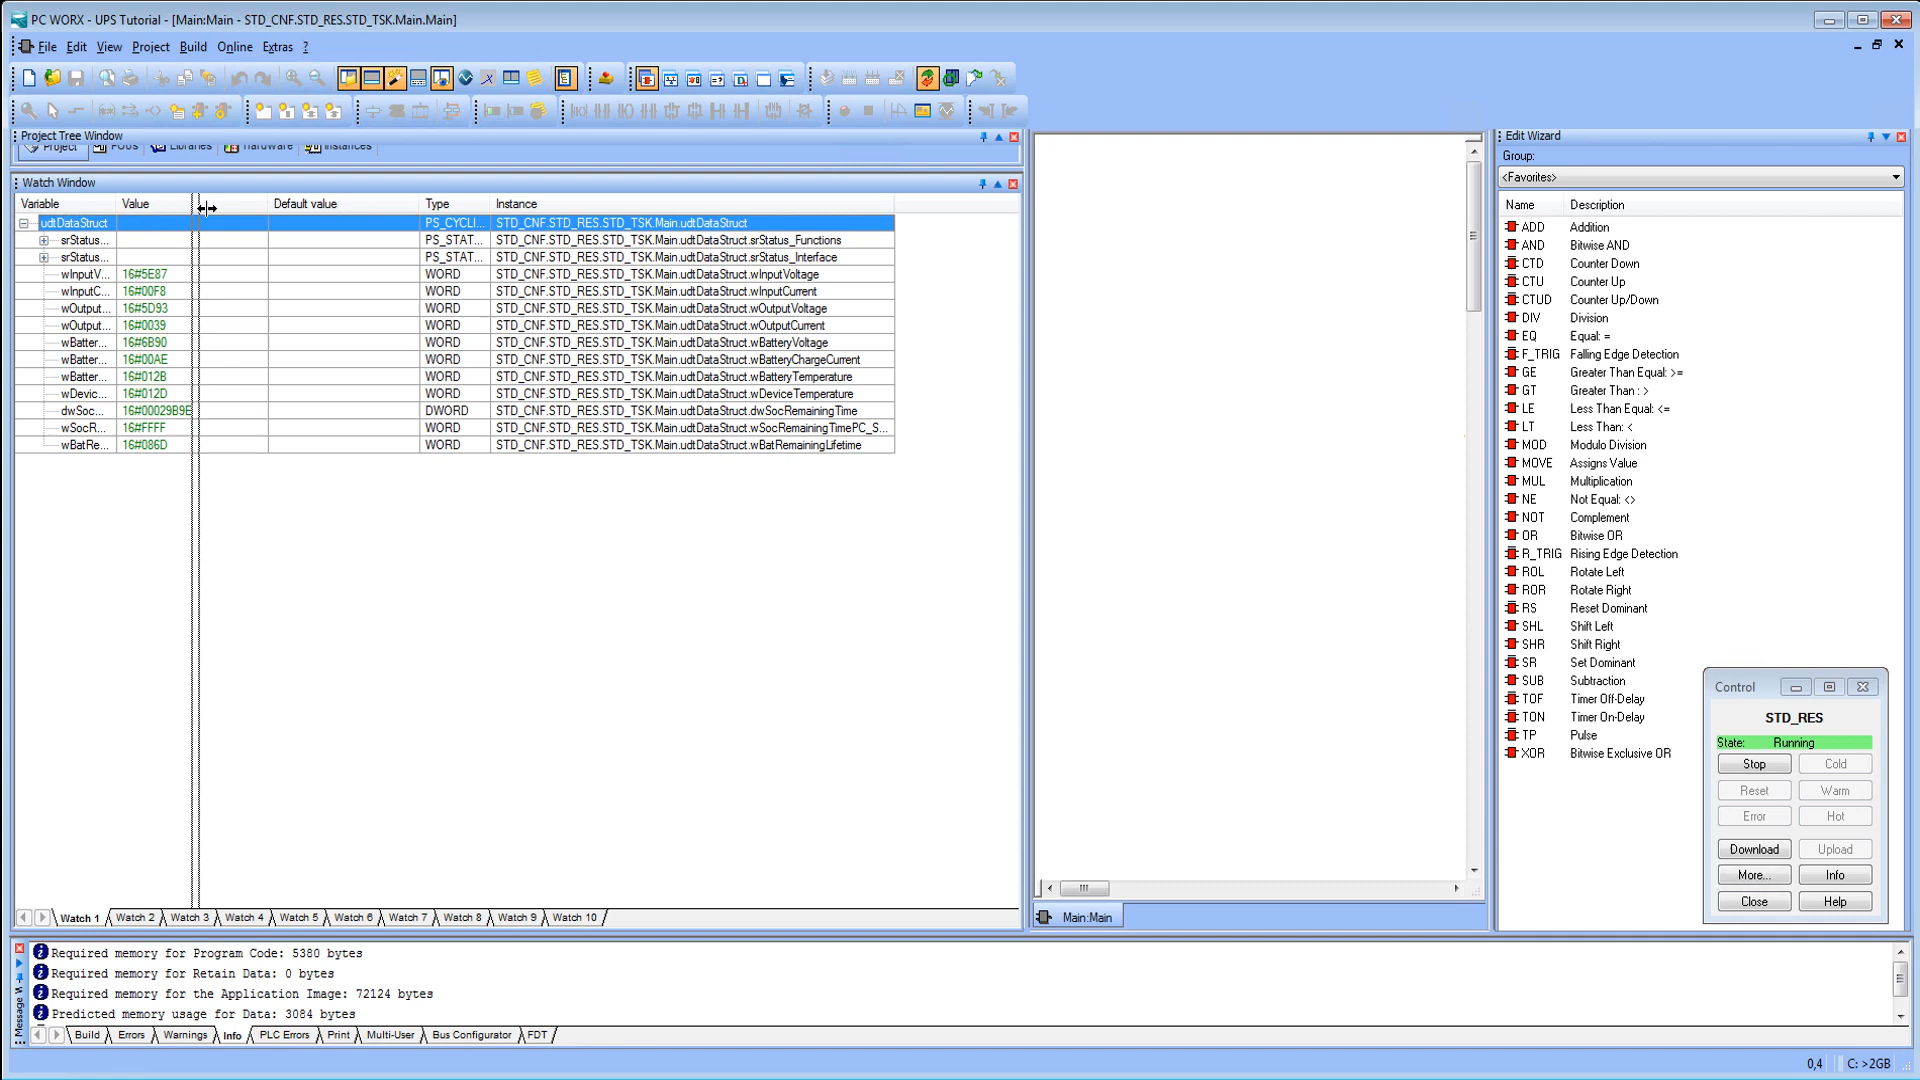 PC WORX - UPS Tutorial - [Main:Main - STD_CNF.STD_RES.STD_TSK.Main.Main]
File Edit View Project Build Online Extras ?
Project Tree Window
Project POUs Libraries Hardware Instances
Watch Window
Variable Value Default value Type Instance
udtDataStruct PS_CYCLI... STD_CNF.STD_RES.STD_TSK.Main.udtDataStruct
srStatus... PS_STAT... STD_CNF.STD_RES.STD_TSK.Main.udtDataStruct.srStatus_Functions
srStatus... PS_STAT... STD_CNF.STD_RES.STD_TSK.Main.udtDataStruct.srStatus_Interface
wInputV... 16#5E87 WORD STD_CNF.STD_RES.STD_TSK.Main.udtDataStruct.wInputVoltage
wInputC... 16#00F8 WORD STD_CNF.STD_RES.STD_TSK.Main.udtDataStruct.wInputCurrent
wOutput... 16#5D93 WORD STD_CNF.STD_RES.STD_TSK.Main.udtDataStruct.wOutputVoltage
wOutput... 16#0039 WORD STD_CNF.STD_RES.STD_TSK.Main.udtDataStruct.wOutputCurrent
wBatter... 16#6B90 WORD STD_CNF.STD_RES.STD_TSK.Main.udtDataStruct.wBatteryVoltage
wBatter... 16#00AE WORD STD_CNF.STD_RES.STD_TSK.Main.udtDataStruct.wBatteryChargeCurrent
wBatter... 16#012B WORD STD_CNF.STD_RES.STD_TSK.Main.udtDataStruct.wBatteryTemperature
wDevic... 16#012D WORD STD_CNF.STD_RES.STD_TSK.Main.udtDataStruct.wDeviceTemperature
dwSoc... 16#00029B9E DWORD STD_CNF.STD_RES.STD_TSK.Main.udtDataStruct.dwSocRemainingTime
wSocR... 16#FFFF WORD STD_CNF.STD_RES.STD_TSK.Main.udtDataStruct.wSocRemainingTimePC_S...
wBatRe... 16#086D WORD STD_CNF.STD_RES.STD_TSK.Main.udtDataStruct.wBatRemainingLifetime
Watch 1 Watch 2 Watch 3 Watch 4 Watch 5 Watch 6 Watch 7 Watch 8 Watch 9 Watch 10
Main:Main
Edit Wizard
Group:
<Favorites>
Name Description
ADD Addition
AND Bitwise AND
CTD Counter Down
CTU Counter Up
CTUD Counter Up/Down
DIV Division
EQ Equal: =
F_TRIG Falling Edge Detection
GE Greater Than Equal: >=
GT Greater Than : >
LE Less Than Equal: <=
LT Less Than: <
MOD Modulo Division
MOVE Assigns Value
MUL Multiplication
NE Not Equal: <>
NOT Complement
OR Bitwise OR
R_TRIG Rising Edge Detection
ROL Rotate Left
ROR Rotate Right
RS Reset Dominant
SHL Shift Left
SHR Shift Right
SR Set Dominant
SUB Subtraction
TOF Timer Off-Delay
TON Timer On-Delay
TP Pulse
XOR Bitwise Exclusive OR
Control
STD_RES
State: Running
Stop Cold
Reset Warm
Error Hot
Download Upload
More... Info
Close Help
Message W
Required memory for Program Code: 5380 bytes
Required memory for Retain Data: 0 bytes
Required memory for the Application Image: 72124 bytes
Predicted memory usage for Data: 3084 bytes
Build Errors Warnings Info PLC Errors Print Multi-User Bus Configurator FDT
0,4 C: >2GB